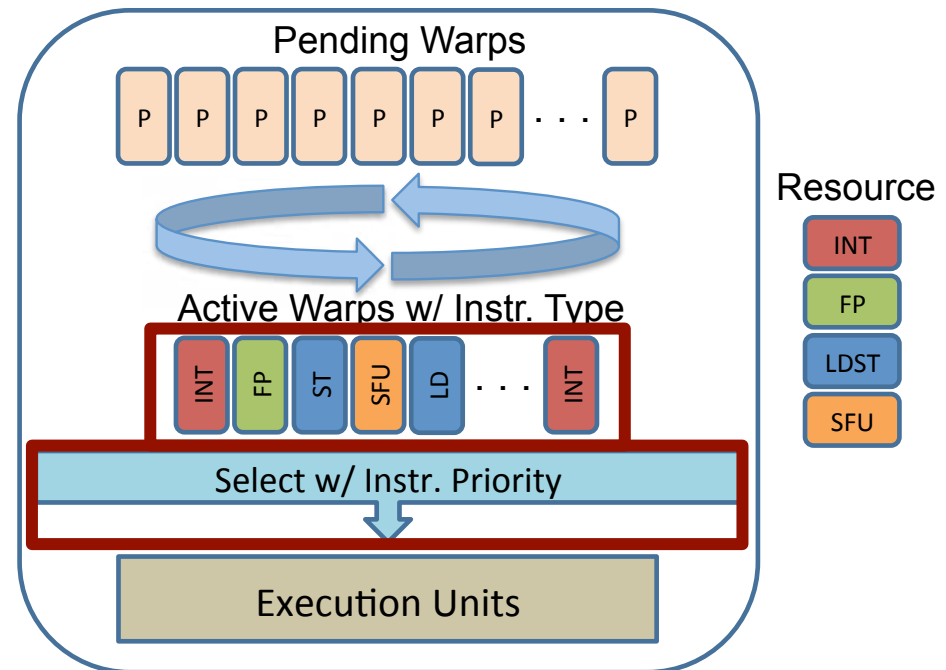 Pending Warps
P P P P P P P . . . P
Resource
INT
FP
LDST
SFU
Active Warps w/ Instr. Type
INT FP ST SFU LD . . . INT
Select w/ Instr. Priority
Execution Units